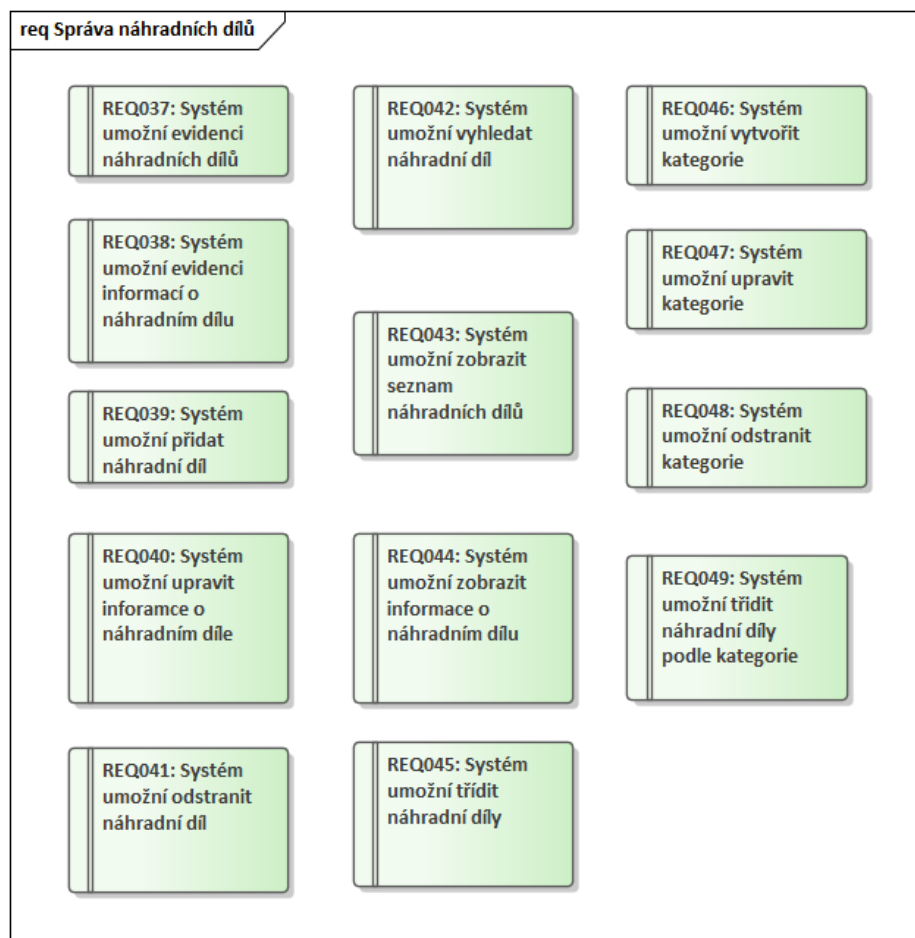 req Správa náhradních dílů
REQ037: Systém
umožní evidenci
náhradních dílů
REQ038: Systém
umožní evidenci
informací o
náhradním dílu
REQ039: Systém
umožní přidat
náhradní díl
REQ040: Systém
umožní upravit
inforamce o
náhradním díle
REQ041: Systém
umožní odstranit
náhradní díl
REQ042: Systém
umožní vyhledat
náhradní díl
REQ043: Systém
umožní zobrazit
seznam
náhradních dílů
REQ044: Systém
umožní zobrazit
informace o
náhradním dílu
REQ045: Systém
umožní třídit
náhradní díly
REQ046: Systém
umožní vytvořit
kategorie
REQ047: Systém
umožní upravit
kategorie
REQ048: Systém
umožní odstranit
kategorie
REQ049: Systém
umožní třidit
náhradní díly
podle kategorie